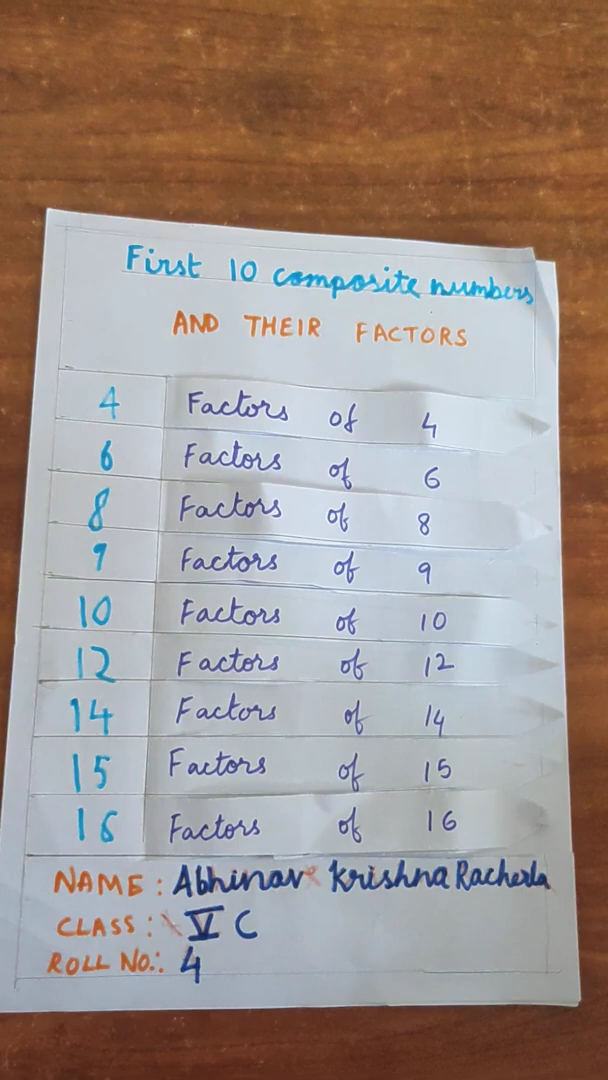 First 10 composite numbers
AND THEIR FACTORS
4 Factors of 4
6 Factors of 6
8 Factors of 8
9 Factors of 9
10 Factors of 10
12 Factors of 12
14 Factors of 14
15 Factors of 15
16 Factors of 16
NAME: Abhinav Krishna Racherla
CLASS: V C
ROLL NO.: 4